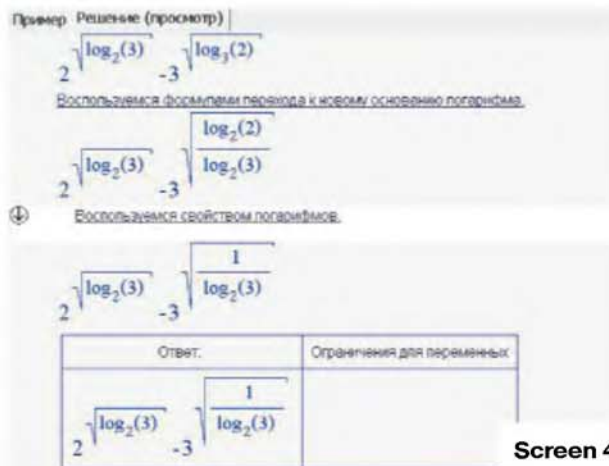 Пример Решение (просмотр)
2^√log₂(3) -3^√log₃(2)
Воспользуемся формулами перехода к новому основанию логарифма.
2^√log₂(3) -3^√(log₂(2)/log₂(3))
Воспользуемся свойством логарифмов.
2^√log₂(3) -3^√(1/log₂(3))
Ответ: Ограничения для переменных
2^√log₂(3) -3^√(1/log₂(3))
Screen 4